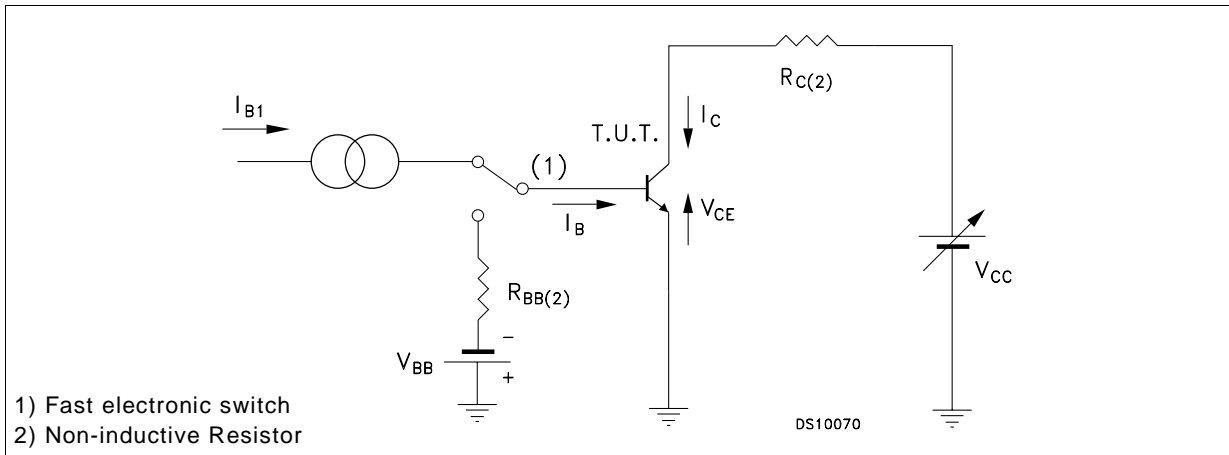 I_B1
R_C(2)
T.U.T.
I_C
(1)
I_B
V_CE
R_BB(2)
V_BB
-
+
V_CC
1) Fast electronic switch
2) Non-inductive Resistor
DS10070